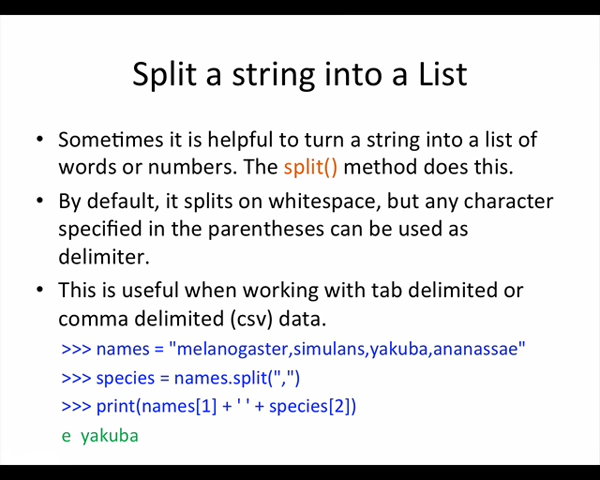 Split a string into a List
• Sometimes it is helpful to turn a string into a list of
words or numbers. The split() method does this.
• By default, it splits on whitespace, but any character
specified in the parentheses can be used as
delimiter.
• This is useful when working with tab delimited or
comma delimited (csv) data.
>>> names = "melanogaster,simulans,yakuba,ananassae"
>>> species = names.split(",")
>>> print(names[1] + ' ' + species[2])
e  yakuba